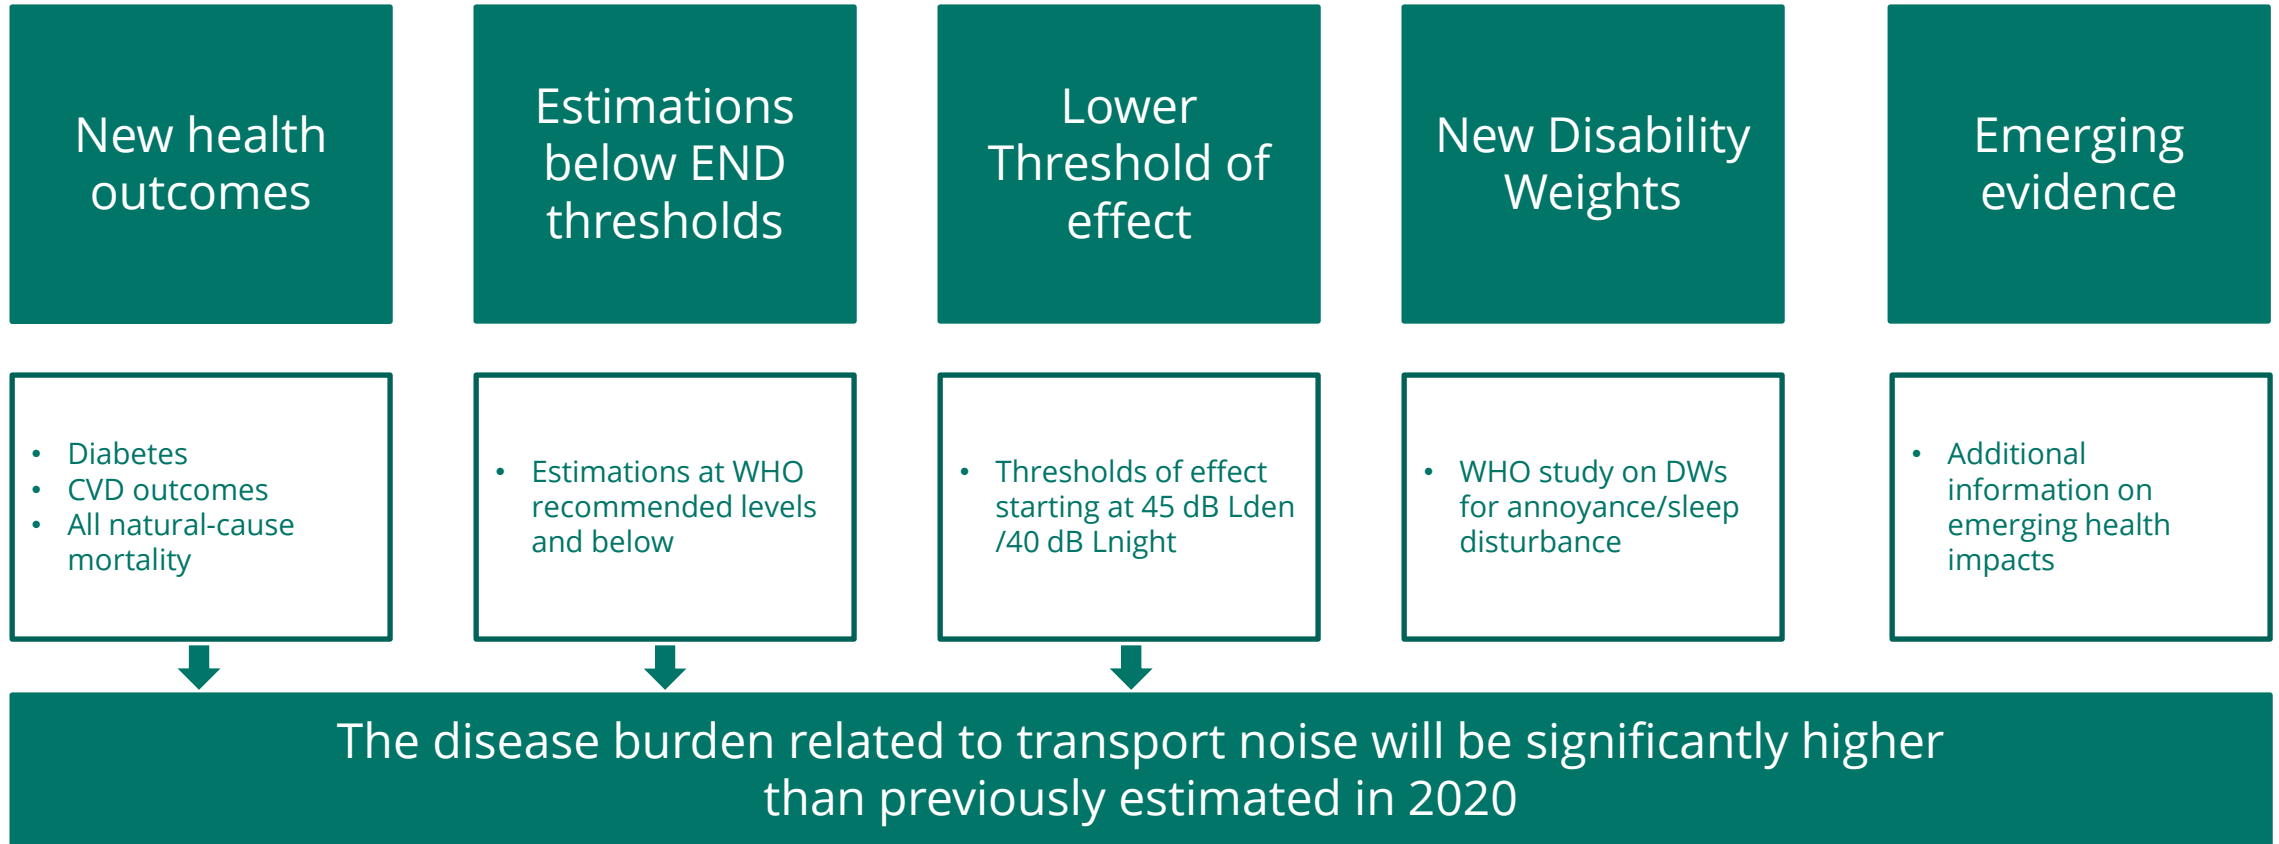 New health
outcomes
Estimations
below END
thresholds
Lower
Threshold of
effect
New Disability
Weights
Emerging
evidence
• Diabetes
• CVD outcomes
• All natural-cause
mortality
• Estimations at WHO
recommended levels
and below
• Thresholds of effect
starting at 45 dB Lden
/40 dB Lnight
• WHO study on DWs
for annoyance/sleep
disturbance
• Additional
information on
emerging health
impacts
The disease burden related to transport noise will be significantly higher
than previously estimated in 2020